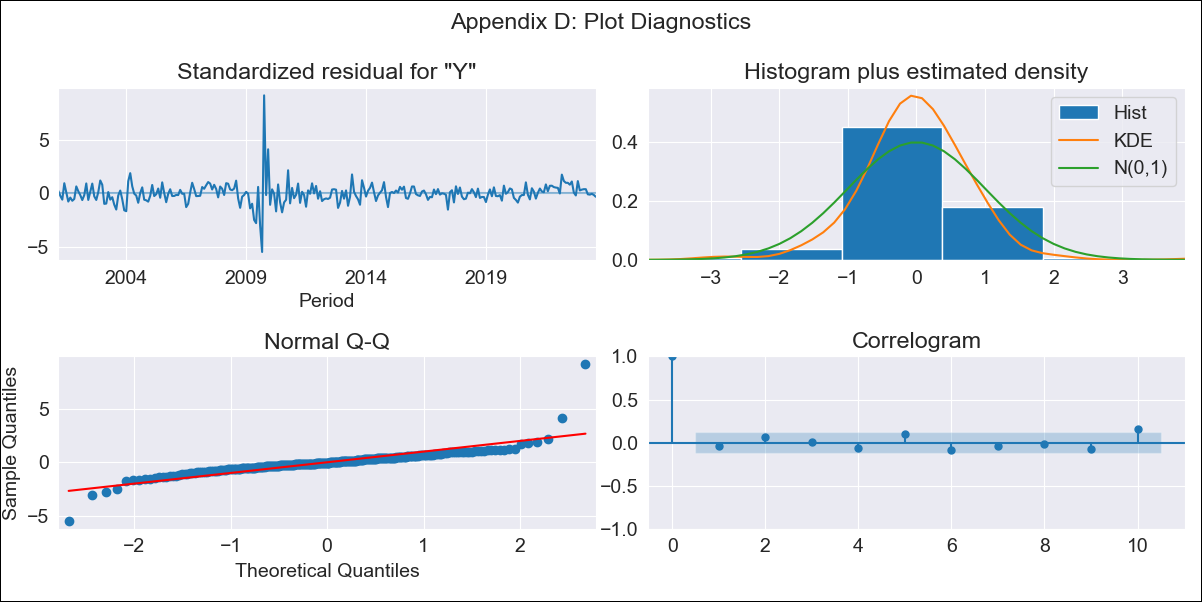 Appendix D: Plot Diagnostics
Standardized residual for "Y"
5
0
−5
2004 2009 2014 2019
Period
Histogram plus estimated density
Hist
KDE
N(0,1)
0.4
0.2
0.0
−3 −2 −1 0 1 2 3
Normal Q-Q
Sample Quantiles
5
0
−5
−2 −1 0 1 2
Theoretical Quantiles
Correlogram
1.0
0.5
0.0
−0.5
−1.0
0 2 4 6 8 10